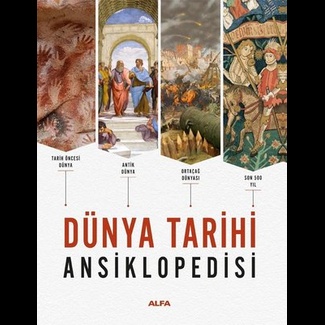 TARİH ÖNCESİ
DÜNYA
ANTİK
DÜNYA
ORTAÇAĞ
DÜNYASI
SON 500
YIL
DÜNYA TARİHİ
ANSİKLOPEDİSİ
ALFA